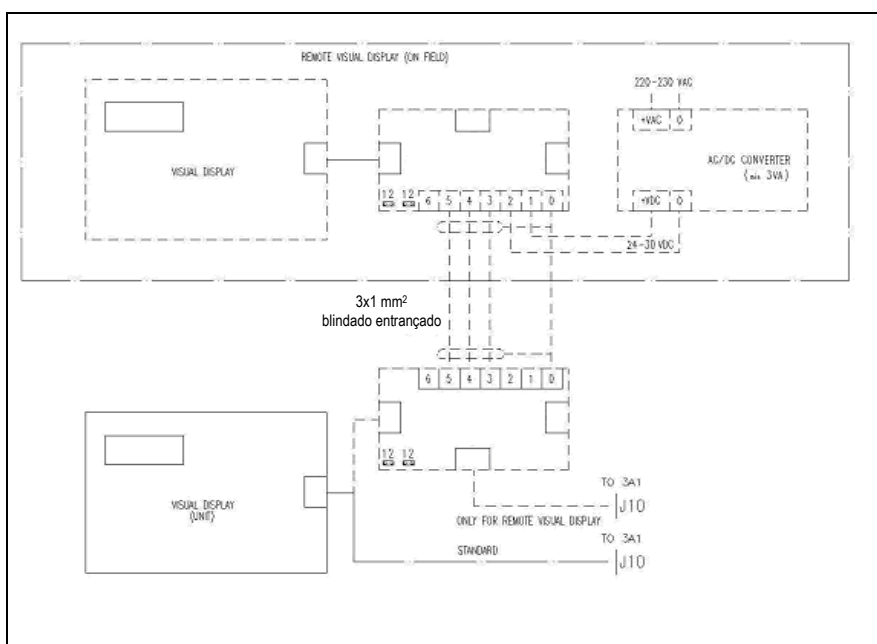 REMOTE VISUAL DISPLAY (ON FIELD)
220-230 VAC
+VAC 0
VISUAL DISPLAY
AC/DC CONVERTER
(min 3VA)
12 12
6 5 4 3 2 1 0
+VDC 0
24-30 VDC
3x1 mm²
blindado entrançado
6 5 4 3 2 1 0
12 12
VISUAL DISPLAY
(UNIT)
TO 3A1
J10
ONLY FOR REMOTE VISUAL DISPLAY
TO 3A1
STANDARD
J10